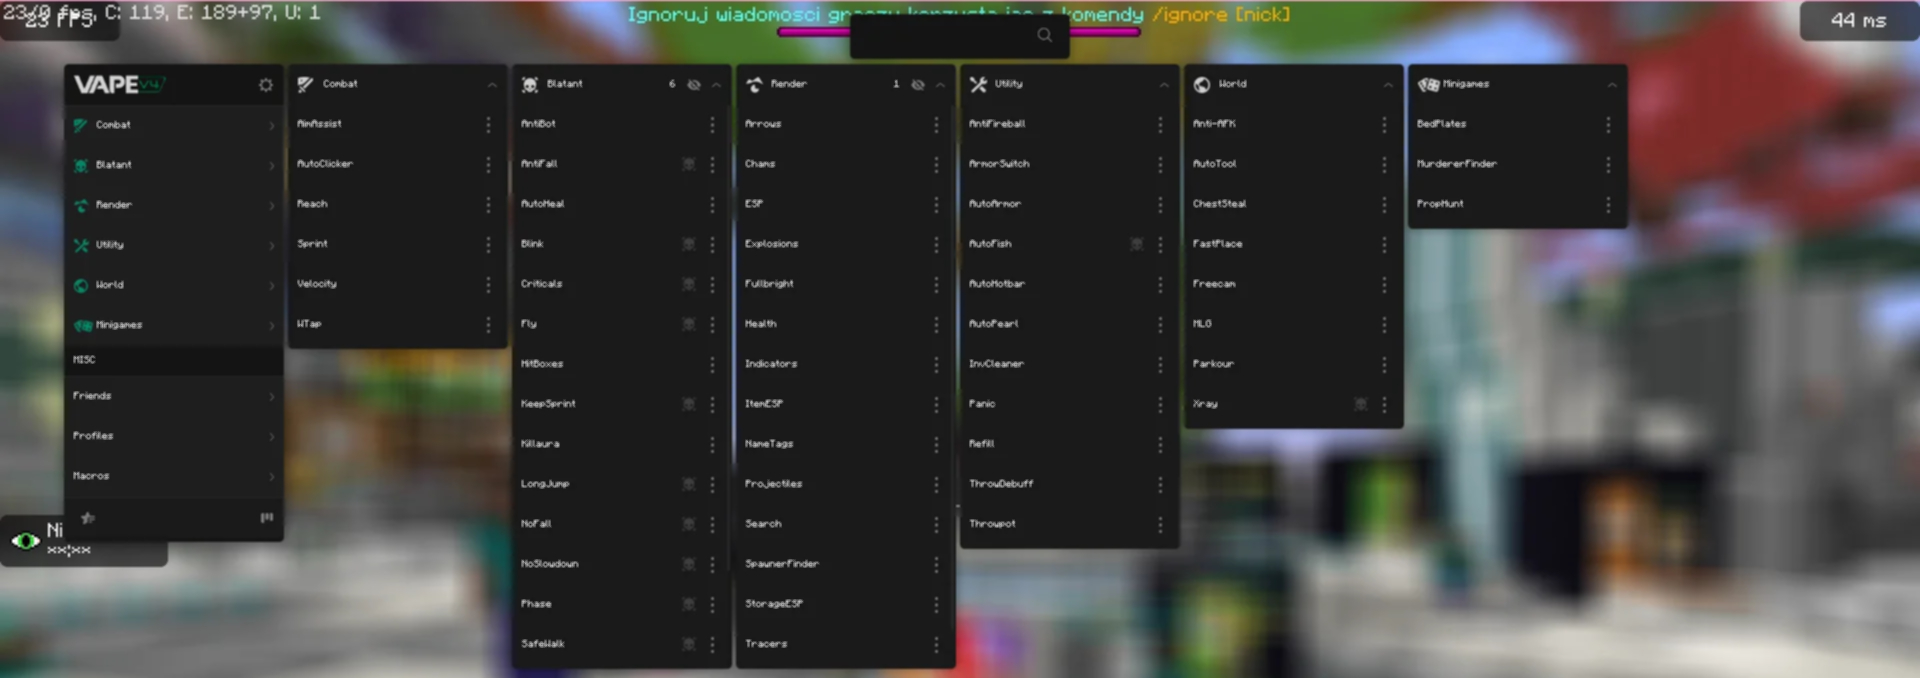 23/0 fps, C: 119, E: 189+97, U: 1
23 FPS
Ignoruj wiadomosci graczy korzystajac z komendy /ignore [nick]
44 ms
VAPE V4
Combat
Blatant
Render
Utility
World
Minigames
MISC
Friends
Profiles
Macros
Ni
xx:xx
Combat
AimAssist
AutoClicker
Reach
Sprint
Velocity
WTap
Blatant 6
AntiBot
AntiFall
AutoHeal
Blink
Criticals
Fly
HitBoxes
KeepSprint
Killaura
LongJump
NoFall
NoSlowdown
Phase
SafeWalk
Render 1
Arrows
Chams
ESP
Explosions
Fullbright
Health
Indicators
ItemESP
NameTags
Projectiles
Search
SpawnerFinder
StorageESP
Tracers
Utility
AntiFireball
ArmorSwitch
AutoArmor
AutoFish
AutoHotbar
AutoPearl
InvCleaner
Panic
Refill
ThrowDebuff
Throwpot
World
Anti-AFK
AutoTool
ChestSteal
FastPlace
Freecam
MLG
Parkour
Xray
Minigames
BedPlates
MurdererFinder
PropHunt